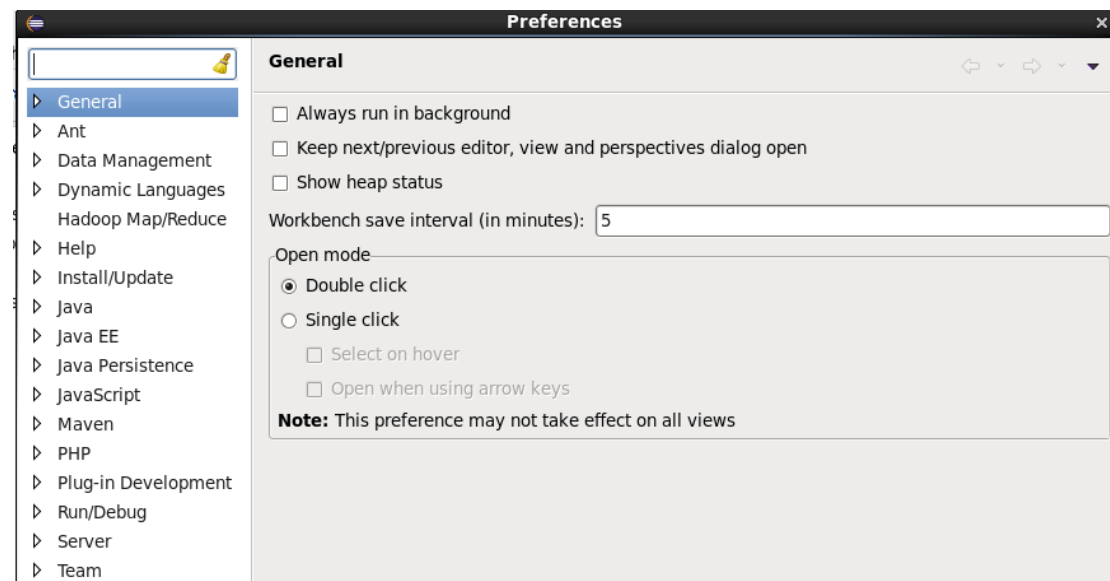 Preferences
General
Ant
Data Management
Dynamic Languages
Hadoop Map/Reduce
Help
Install/Update
Java
Java EE
Java Persistence
JavaScript
Maven
PHP
Plug-in Development
Run/Debug
Server
Team
General
Always run in background
Keep next/previous editor, view and perspectives dialog open
Show heap status
Workbench save interval (in minutes): 5
Open mode
Double click
Single click
Select on hover
Open when using arrow keys
Note: This preference may not take effect on all views